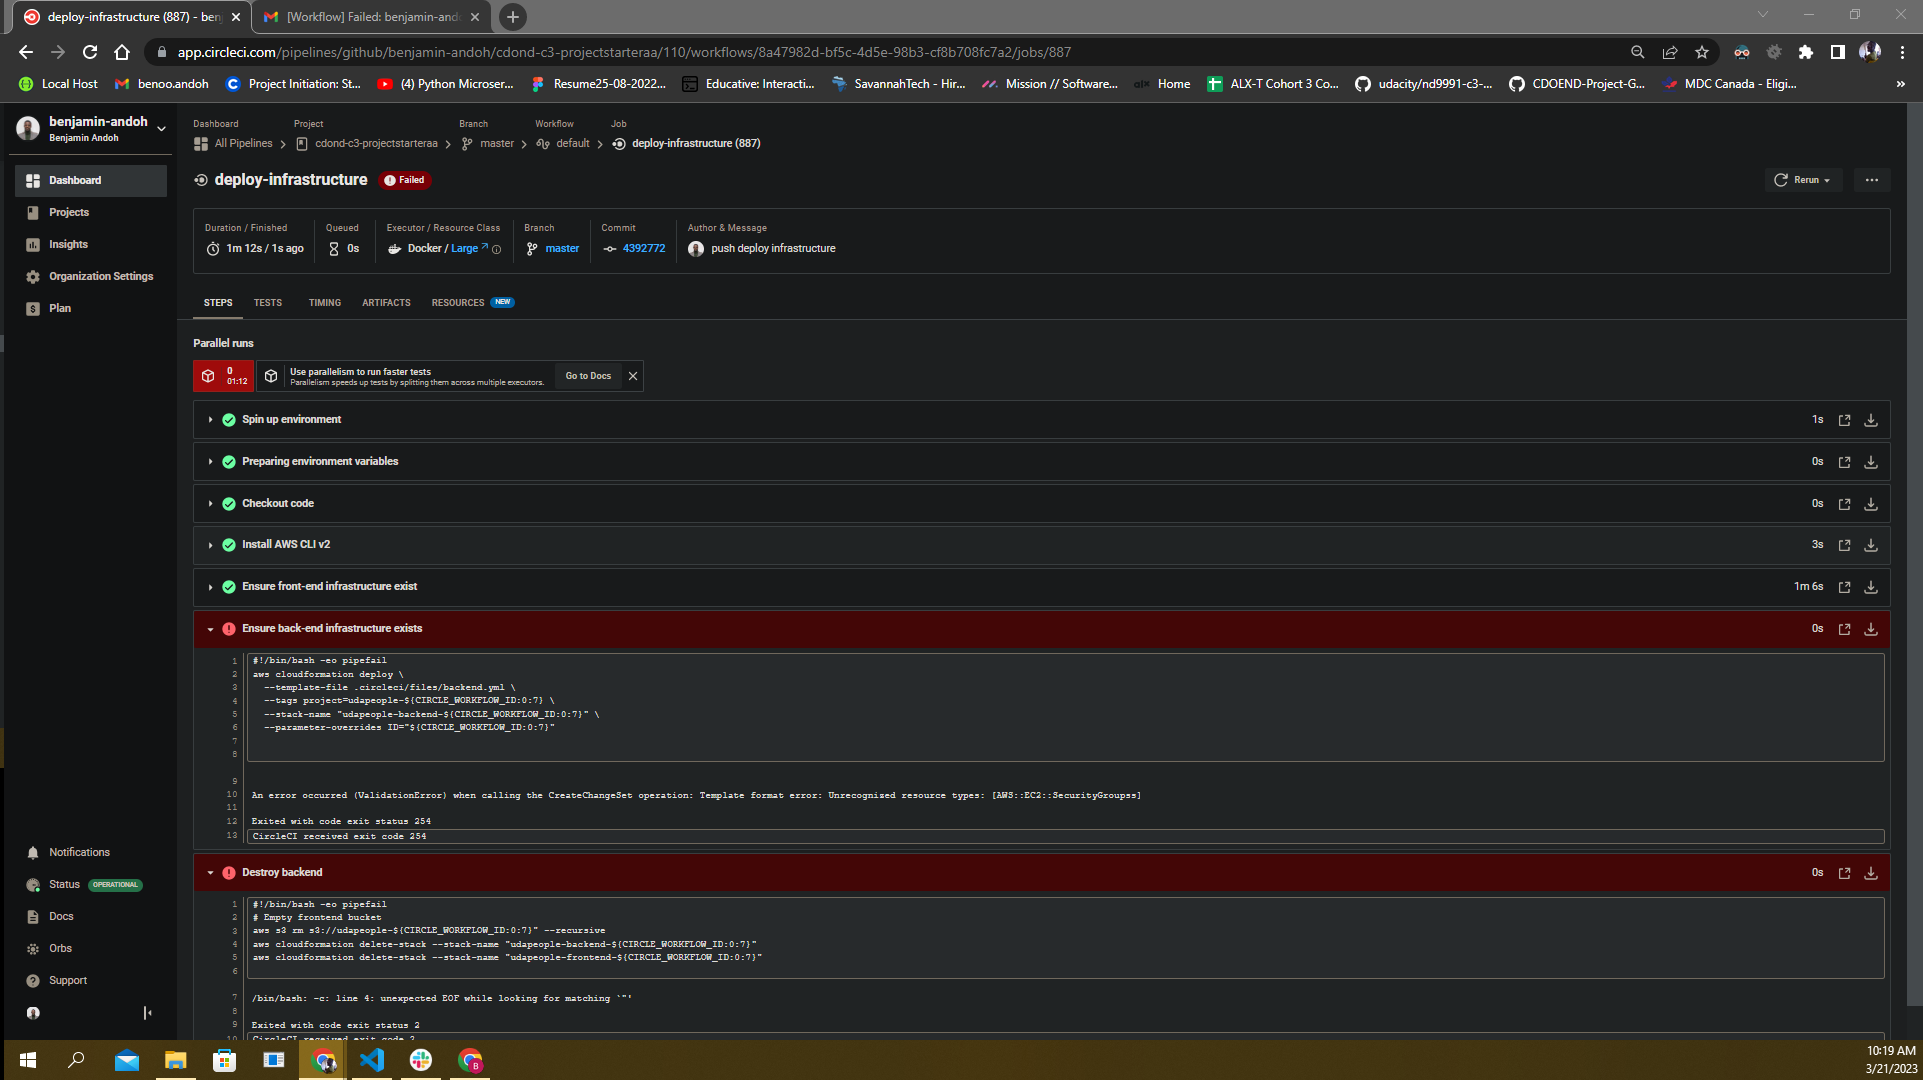 deploy-infrastructure (887) - ben
[Workflow] Failed: benjamin-ando
app.circleci.com/pipelines/github/benjamin-andoh/cdond-c3-projectstarteraa/110/workflows/8a47982d-bf5c-4d5e-98b3-cf8b708fc7a2/jobs/887
Local Host
benoo.andoh
Project Initiation: St...
(4) Python Microser...
Resume25-08-2022...
Educative: Interacti...
SavannahTech - Hir...
Mission // Software...
alx Home
ALX-T Cohort 3 Co...
udacity/nd9991-c3-...
CDOEND-Project-G...
MDC Canada - Eligi...
»
benjamin-andoh
Benjamin Andoh
Dashboard
Projects
Insights
Organization Settings
Plan
Notifications
Status OPERATIONAL
Docs
Orbs
Support
Dashboard Project Branch Workflow Job
All Pipelines cdond-c3-projectstarteraa master default deploy-infrastructure (887)
deploy-infrastructure Failed
Rerun
Duration / Finished Queued Executor / Resource Class Branch Commit Author & Message
1m 12s / 1s ago 0s Docker / Large master 4392772 push deploy infrastructure
STEPS TESTS TIMING ARTIFACTS RESOURCES NEW
Parallel runs
0
01:12
Use parallelism to run faster tests
Parallelism speeds up tests by splitting them across multiple executors.
Go to Docs
Spin up environment 1s
Preparing environment variables 0s
Checkout code 0s
Install AWS CLI v2 3s
Ensure front-end infrastructure exist 1m 6s
Ensure back-end infrastructure exists 0s
1 #!/bin/bash -eo pipefail
2 aws cloudformation deploy \
3 --template-file .circleci/files/backend.yml \
4 --tags project=udapeople-${CIRCLE_WORKFLOW_ID:0:7} \
5 --stack-name "udapeople-backend-${CIRCLE_WORKFLOW_ID:0:7}" \
6 --parameter-overrides ID="${CIRCLE_WORKFLOW_ID:0:7}"
7
8
9
10 An error occurred (ValidationError) when calling the CreateChangeSet operation: Template format error: Unrecognised resource types: [AWS::EC2::SecurityGroupss]
11
12 Exited with code exit status 254
13 CircleCI received exit code 254
Destroy backend 0s
1 #!/bin/bash -eo pipefail
2 # Empty frontend bucket
3 aws s3 rm s3://udapeople-${CIRCLE_WORKFLOW_ID:0:7}" --recursive
4 aws cloudformation delete-stack --stack-name "udapeople-backend-${CIRCLE_WORKFLOW_ID:0:7}"
5 aws cloudformation delete-stack --stack-name "udapeople-frontend-${CIRCLE_WORKFLOW_ID:0:7}"
6
7 /bin/bash: -c: line 4: unexpected EOF while looking for matching `"'
8
9 Exited with code exit status 2
10 CircleCI received exit code 2
10:19 AM
3/21/2023